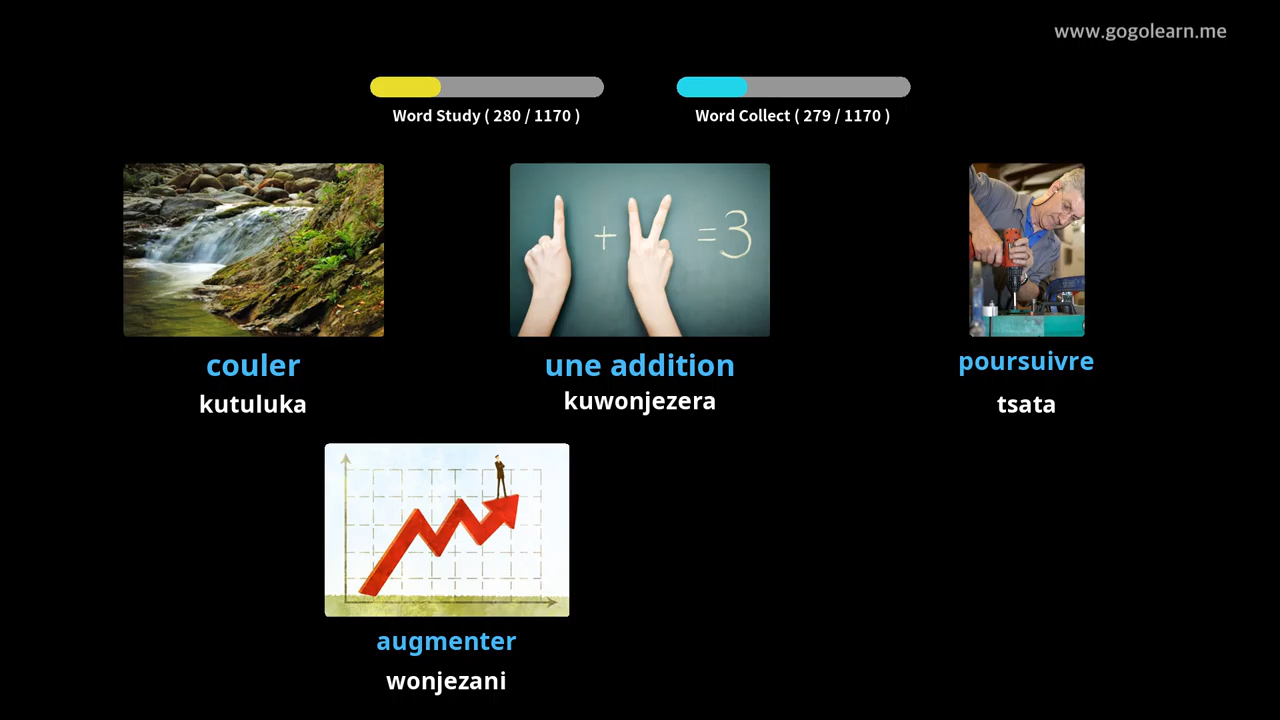 www.gogolearn.me
Word Study ( 280 / 1170 )
Word Collect ( 279 / 1170 )
+ = 3
couler
kutuluka
une addition
kuwonjezera
poursuivre
tsata
augmenter
wonjezani